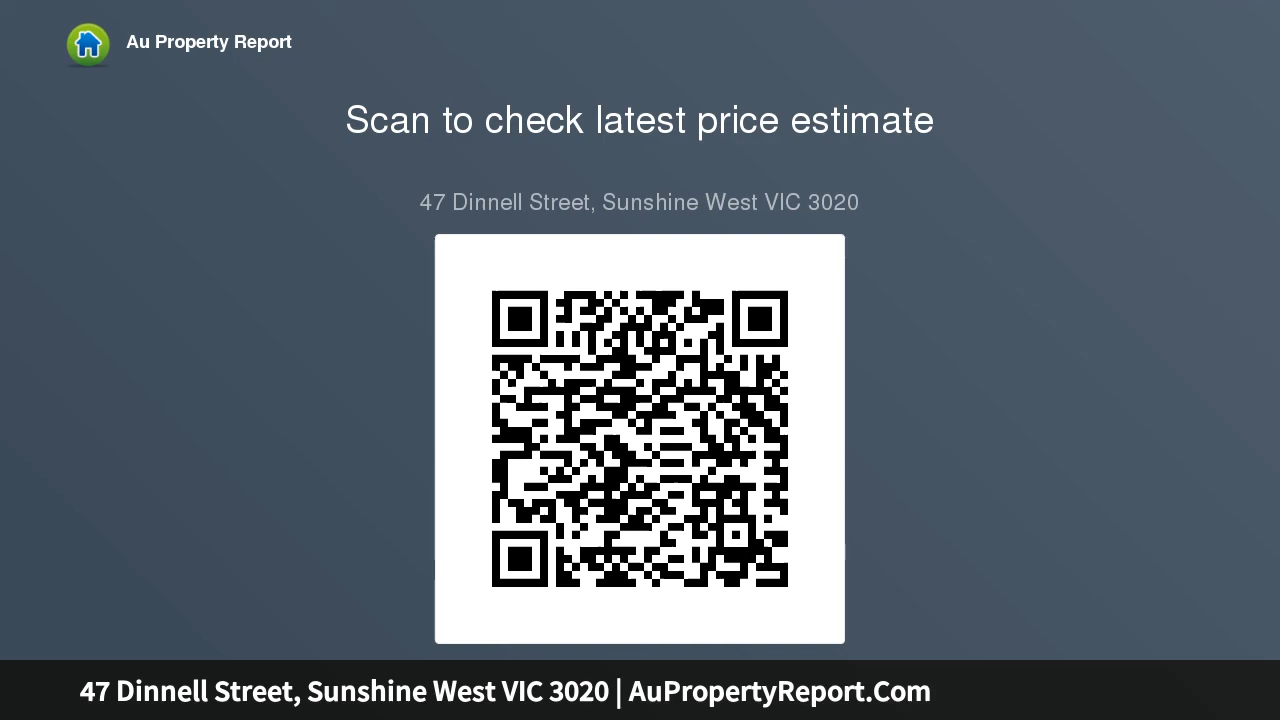 Au Property Report
Scan to check latest price estimate
47 Dinnell Street, Sunshine West VIC 3020
47 Dinnell Street, Sunshine West VIC 3020 | AuPropertyReport.Com